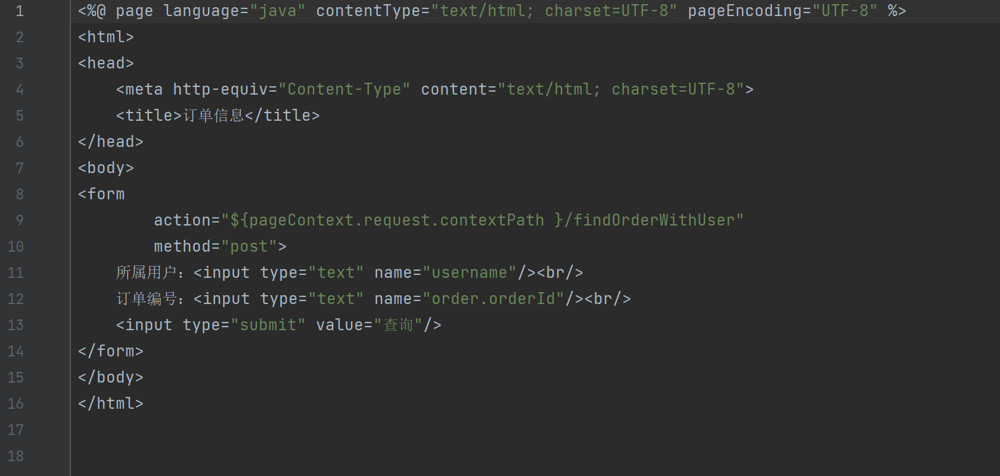 1 <%@ page language="java" contentType="text/html; charset=UTF-8" pageEncoding="UTF-8" %>
2 <html>
3 <head>
4     <meta http-equiv="Content-Type" content="text/html; charset=UTF-8">
5     <title>订单信息</title>
6 </head>
7 <body>
8 <form
9         action="${pageContext.request.contextPath }/findOrderWithUser"
10         method="post">
11     所属用户：<input type="text" name="username"/><br/>
12     订单编号：<input type="text" name="order.orderId"/><br/>
13     <input type="submit" value="查询"/>
14 </form>
15 </body>
16 </html>
17
18